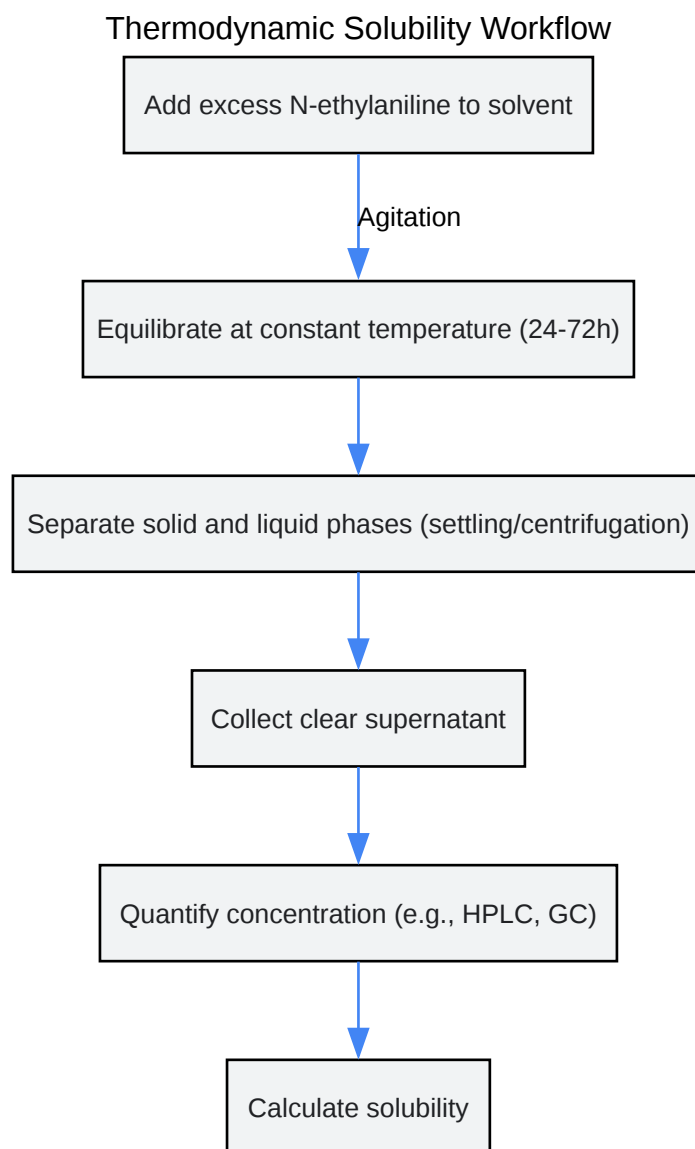 Thermodynamic Solubility Workflow
Add excess N-ethylaniline to solvent
Agitation
Equilibrate at constant temperature (24-72h)
Separate solid and liquid phases (settling/centrifugation)
Collect clear supernatant
Quantify concentration (e.g., HPLC, GC)
Calculate solubility